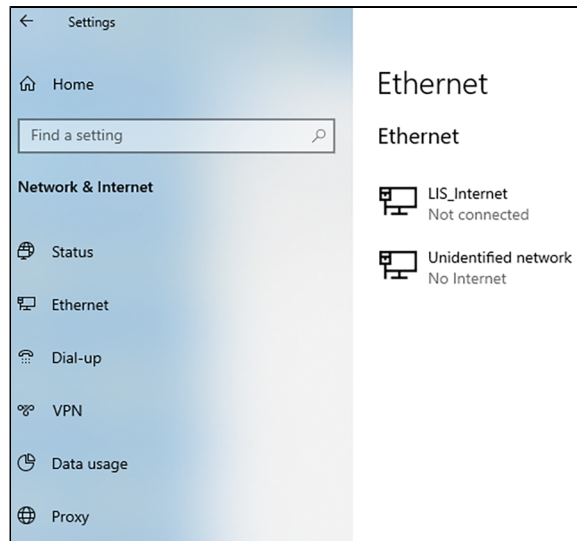 Settings
Home
Find a setting
Network & Internet
Status
Ethernet
Dial-up
VPN
Data usage
Proxy
Ethernet
Ethernet
LIS_Internet
Not connected
Unidentified network
No Internet